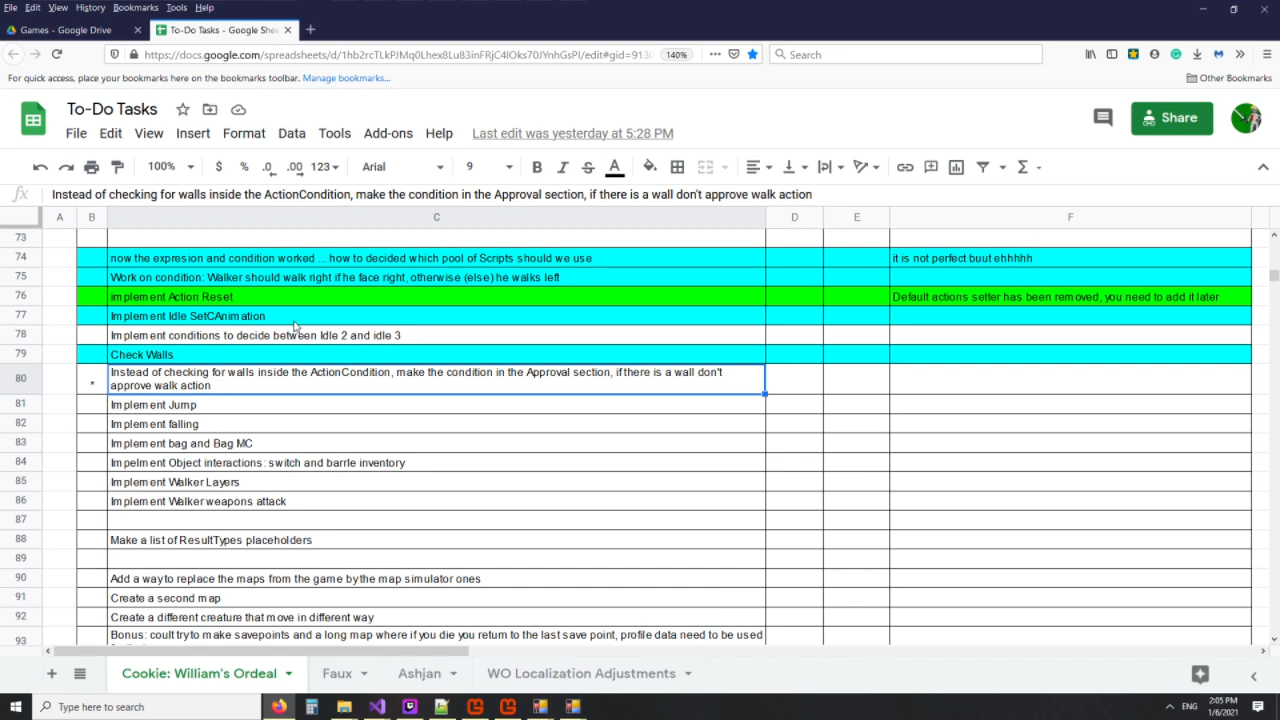 File Edit View History Bookmarks Tools Help
Games - Google Drive
To-Do Tasks - Google She
https://docs.google.com/spreadsheets/d/
140%
Search
For quick access, place your bookmarks here on the bookmarks toolbar. Manage bookmarks...
Other Bookmarks
To-Do Tasks
Share
File Edit View Insert Format Data Tools Add-ons Help Last edit was yesterday at 5:28 PM
100% $ % .0 .00 123 Arial 9 B I S A Σ
fx Instead of checking for walls inside the ActionCondition, make the condition in the Approval section, if there is a wall don't approve walk action
A B C D E F
73
74 now the expresion and condition worked ... how to decided which pool of Scripts should we use it is not perfect buut ehhhhh
75 Work on condition: Walker should walk right if he face right, otherwise (else) he walks left
76 implement Action Reset Default actions setter has been removed, you need to add it later
77 Implement Idle SetCAnimation
78 Implement conditions to decide between Idle 2 and idle 3
79 Check Walls
80 * Instead of checking for walls inside the ActionCondition, make the condition in the Approval section, if there is a wall don't
approve walk action
81 Implement Jump
82 Implement falling
83 Implement bag and Bag MC
84 Impelment Object interactions: switch and barrle inventory
85 Implement Walker Layers
86 Implement Walker weapons attack
87
88 Make a list of ResultTypes placeholders
89
90 Add a way to replace the maps from the game by the map simulator ones
91 Create a second map
92 Create a different creature that move in different way
93 Bonus: coult try to make savepoints and a long map where if you die you return to the last save point, profile data need to be used
Cookie: William's Ordeal Faux Ashjan WO Localization Adjustments
Type here to search
ENG
2:05 PM
1/6/2021